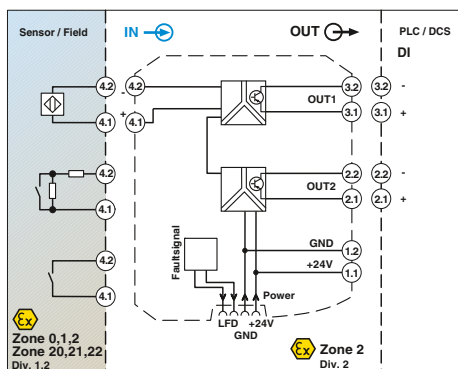 Sensor / Field
IN
OUT
PLC / DCS
DI
4.2
4.2
-
3.2
3.2
-
OUT1
4.1
+
4.1
3.1
3.1
+
4.2
2.2
2.2
-
OUT2
4.1
2.1
2.1
+
GND
1.2
4.2
+24V
1.1
Faultsignal
4.1
Power
LFD
+24V
GND
Ex
Zone 0,1,2
Zone 20,21,22
Div. 1,2
Ex
Zone 2
Div. 2